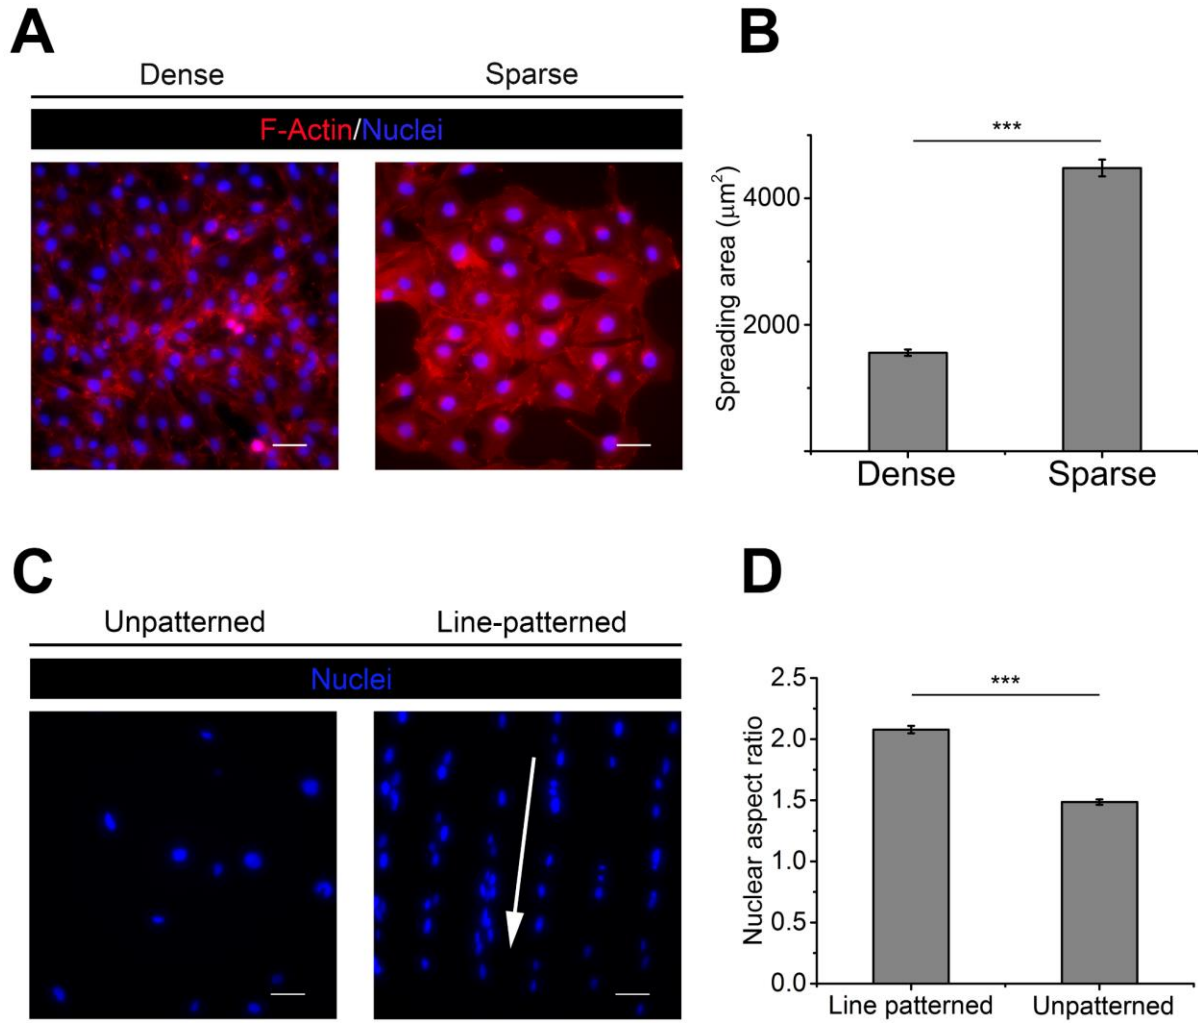 A
Dense Sparse
F-Actin/Nuclei
B
***
Spreading area (μm²)
4000
2000
Dense Sparse
C
Unpatterned Line-patterned
Nuclei
D
***
Nuclear aspect ratio
2.5
2.0
1.5
1.0
0.5
0.0
Line patterned Unpatterned